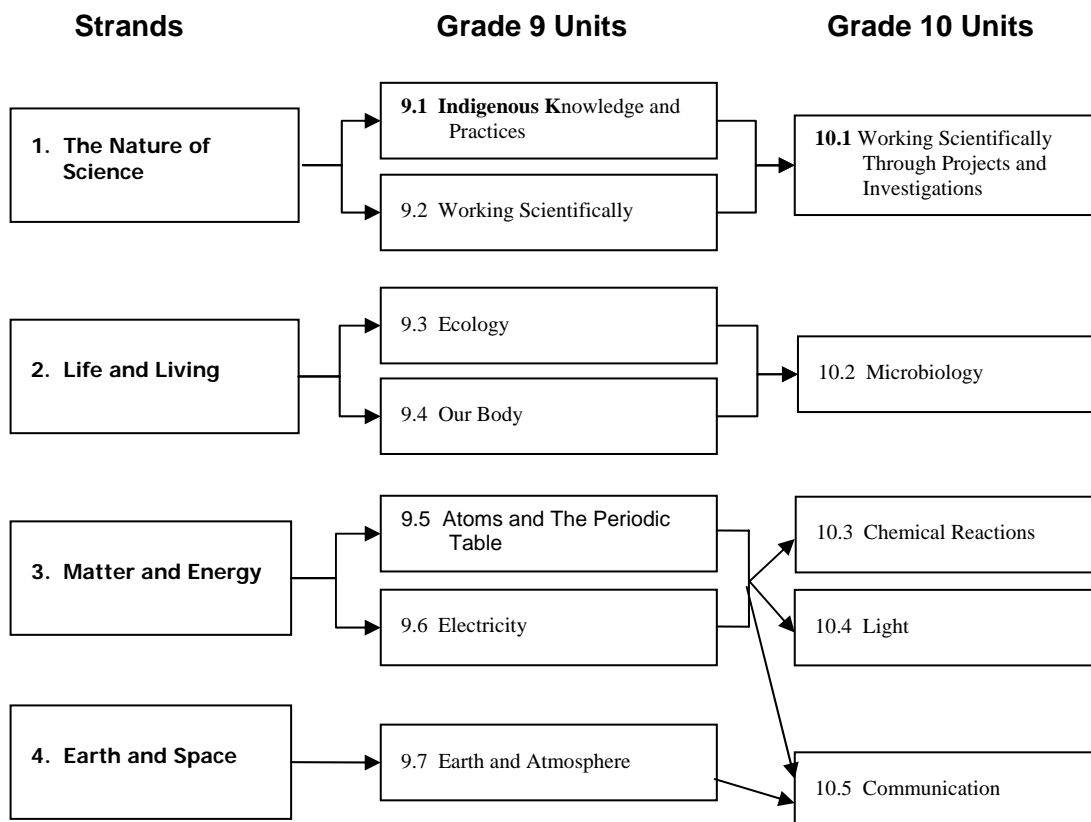 Strands
Grade 9 Units
Grade 10 Units
1. The Nature of
Science
9.1 Indigenous Knowledge and
Practices
9.2 Working Scientifically
10.1 Working Scientifically
Through Projects and
Investigations
2. Life and Living
9.3 Ecology
9.4 Our Body
10.2 Microbiology
3. Matter and Energy
9.5 Atoms and The Periodic
Table
9.6 Electricity
10.3 Chemical Reactions
10.4 Light
4. Earth and Space
9.7 Earth and Atmosphere
10.5 Communication